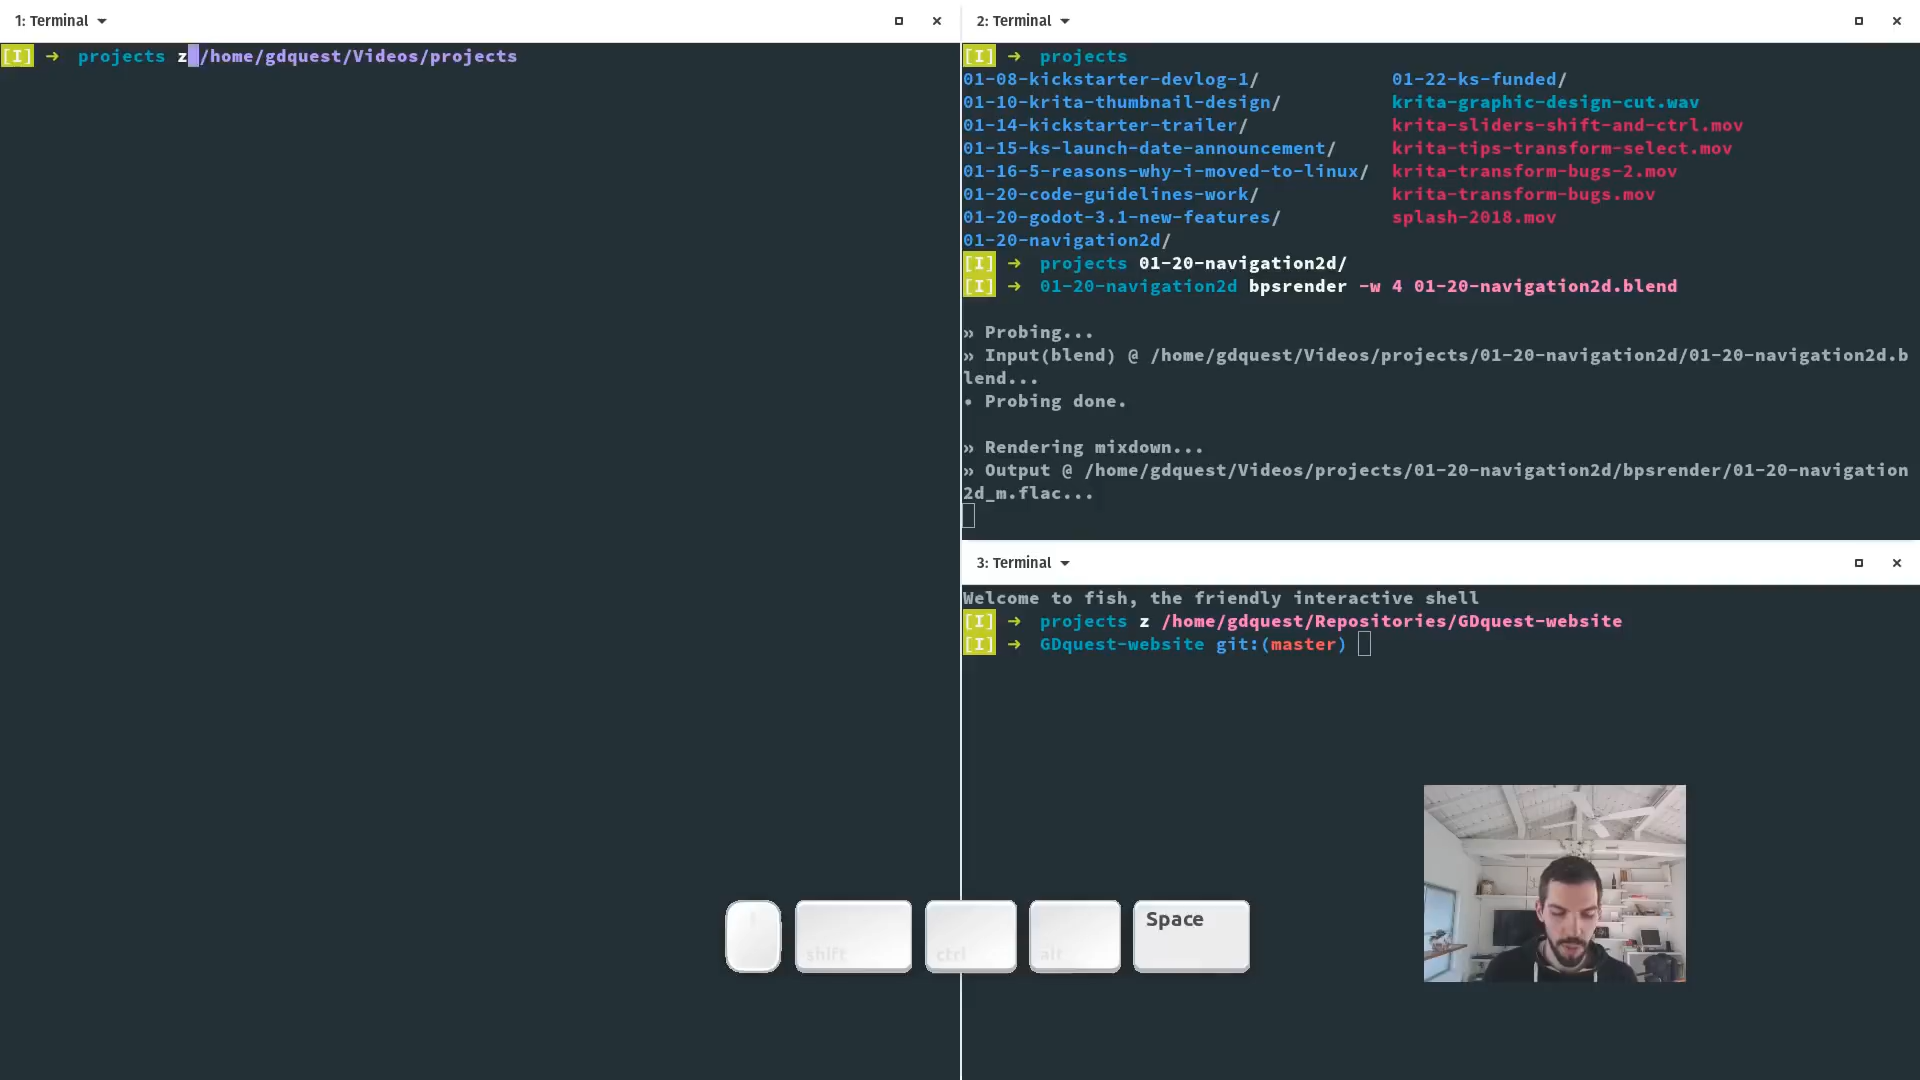 1: Terminal
[I] → projects z /home/gdquest/Videos/projects
2: Terminal
[I] → projects
01-08-kickstarter-devlog-1/ 01-22-ks-funded/
01-10-krita-thumbnail-design/ krita-graphic-design-cut.wav
01-14-kickstarter-trailer/ krita-sliders-shift-and-ctrl.mov
01-15-ks-launch-date-announcement/ krita-tips-transform-select.mov
01-16-5-reasons-why-i-moved-to-linux/ krita-transform-bugs-2.mov
01-20-code-guidelines-work/ krita-transform-bugs.mov
01-20-godot-3.1-new-features/ splash-2018.mov
01-20-navigation2d/
[I] → projects 01-20-navigation2d/
[I] → 01-20-navigation2d bpsrender -w 4 01-20-navigation2d.blend
» Probing...
» Input(blend) @ /home/gdquest/Videos/projects/01-20-navigation2d/01-20-navigation2d.b
lend...
• Probing done.
» Rendering mixdown...
» Output @ /home/gdquest/Videos/projects/01-20-navigation2d/bpsrender/01-20-navigation
2d_m.flac...
3: Terminal
Welcome to fish, the friendly interactive shell
[I] → projects z /home/gdquest/Repositories/GDquest-website
[I] → GDquest-website git:(master)
shift ctrl alt Space